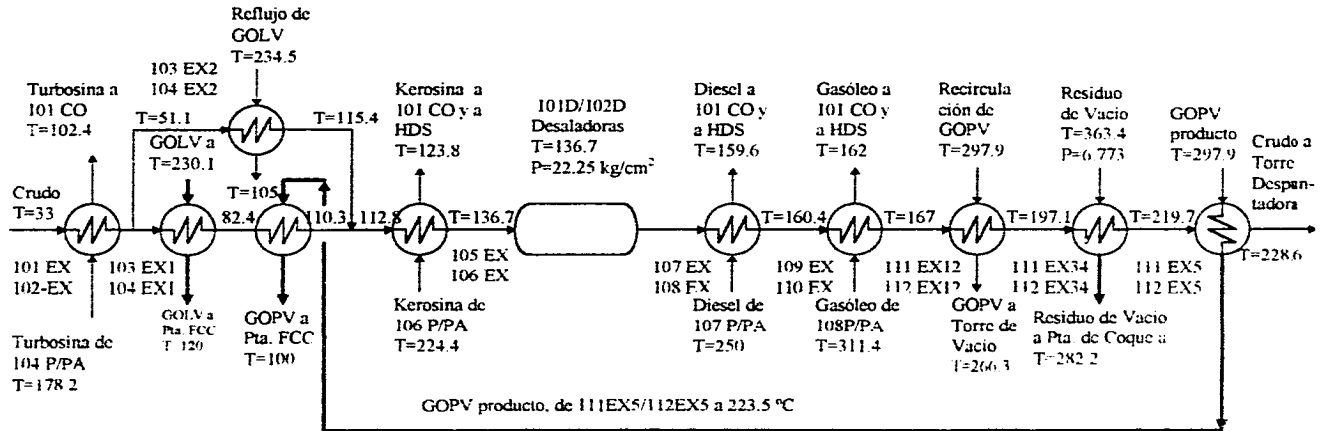 Reflujo de
GOLV
T=234.5
103 EX2
104 EX2
Turbosina a
101 CO
T=102.4
T=51.1
GOLV a
T=230.1
T=115.4
T=105
Kerosina a
101 CO y a
HDS
T=123.8
101D/102D
Desaladoras
T=136.7
P=22.25 kg/cm²
Diesel a
101 CO y
a HDS
T=159.6
Gasóleo a
101 CO y
a HDS
T=162
Recircula
ción de
GOPV
T=297.9
Residuo
de Vacio
T=363.4
P=6.773
GOPV
producto
T=297.9
Crudo a
Torre
Despun-
tadora
Crudo
T=33
82.4
110.3
112.8
T=136.7
T=160.4
T=167
T=197.1
T=219.7
T=228.6
101 EX
102-EX
103 EX1
104 EX1
105 EX
106 EX
107 EX
108 EX
109 EX
110 EX
111 EX12
112 EX12
111 EX34
112 EX34
111 EX5
112 EX5
Turbosina de
104 P/PA
T=178.2
GOLV a
Pta. FCC
T=120
GOPV a
Pta. FCC
T=100
Kerosina de
106 P/PA
T=224.4
Diesel de
107 P/PA
T=250
Gasóleo de
108P/PA
T=311.4
GOPV a
Torre de
Vacio
T=266.3
Residuo de Vacio
a Pta. de Coque a
T=282.2
GOPV producto, de 111EX5/112EX5 a 223.5 ºC